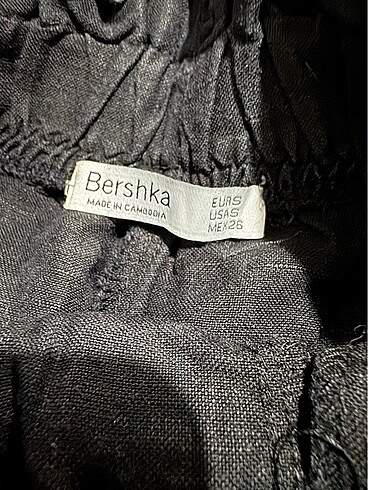 Bershka
MADE IN CAMBODIA
EUR S
USA S
MEX 26